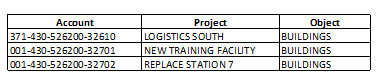 Account Project Object
371-430-526200-32610 LOGISTICS SOUTH BUILDINGS
001-430-526200-32701 NEW TRAINING FACILITY BUILDINGS
001-430-526200-32702 REPLACE STATION 7 BUILDINGS